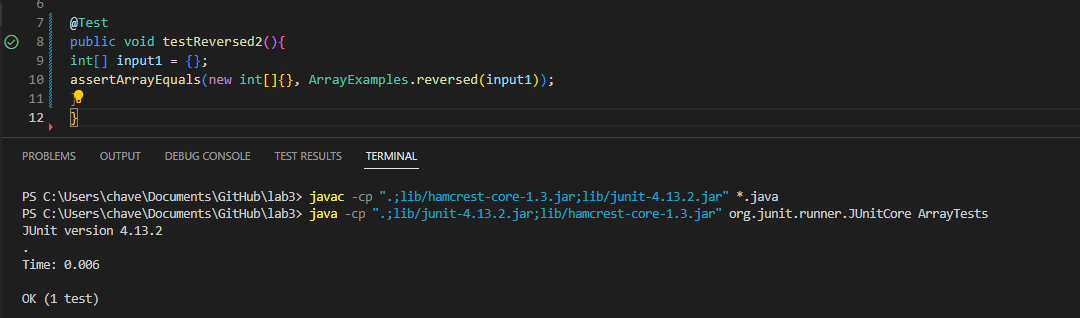 6
7 @Test
8 public void testReversed2(){
9 int[] input1 = {};
10 assertArrayEquals(new int[]{}, ArrayExamples.reversed(input1));
11 }
12 }
PROBLEMS OUTPUT DEBUG CONSOLE TEST RESULTS TERMINAL
PS C:\Users\chave\Documents\GitHub\lab3> javac -cp ".;lib/hamcrest-core-1.3.jar;lib/junit-4.13.2.jar" *.java
PS C:\Users\chave\Documents\GitHub\lab3> java -cp ".;lib/junit-4.13.2.jar;lib/hamcrest-core-1.3.jar" org.junit.runner.JUnitCore ArrayTests
JUnit version 4.13.2
.
Time: 0.006
OK (1 test)